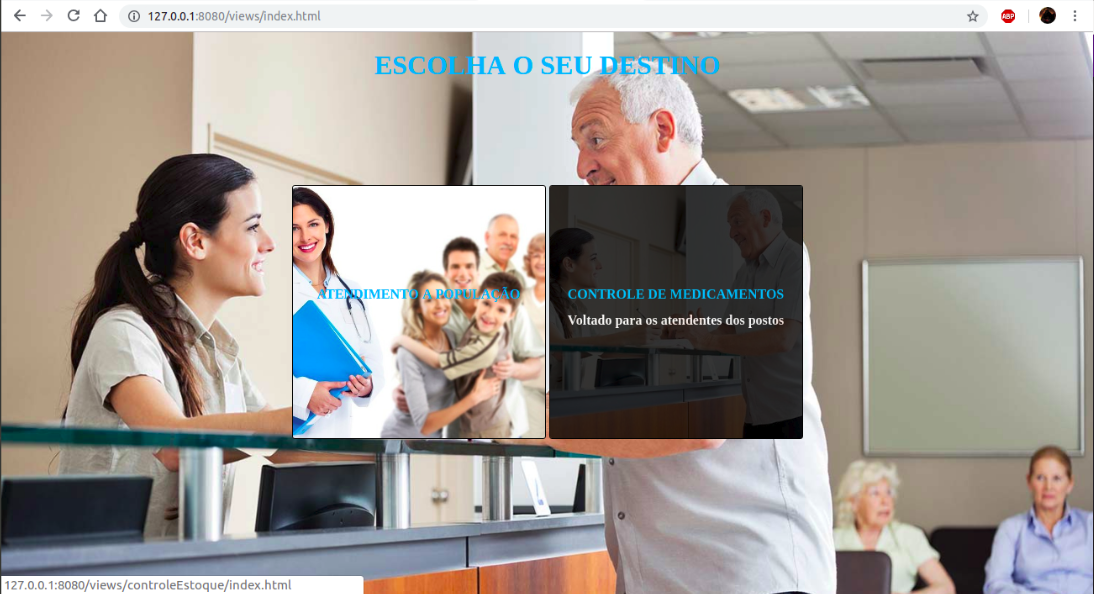 127.0.0.1:8080/views/index.html
ABP
ESCOLHA O SEU DESTINO
ATENDIMENTO A POPULAÇÃO
CONTROLE DE MEDICAMENTOS
Voltado para os atendentes dos postos
127.0.0.1:8080/views/controleEstoque/index.html